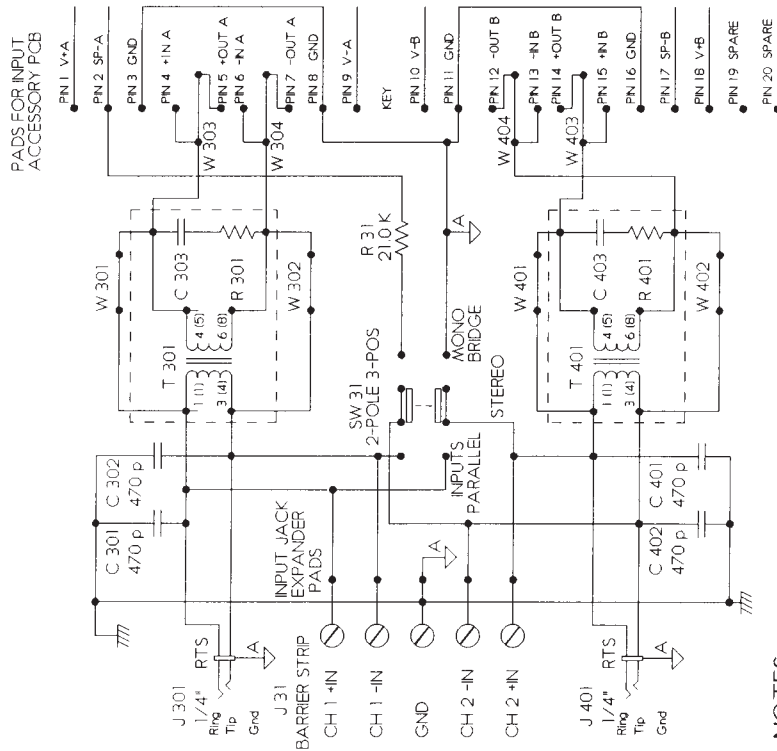 PADS FOR INPUT
ACCESSORY PCB
PIN 1 V+A
PIN 2 SP-A
PIN 3 GND
PIN 4 +IN A
PIN 5 +OUT A
PIN 6 -IN A
PIN 7 -OUT A
PIN 8 GND
PIN 9 V-A
KEY
PIN 10 V-B
PIN 11 GND
PIN 12 -OUT B
PIN 13 -IN B
PIN 14 +OUT B
PIN 15 +IN B
PIN 16 GND
PIN 17 SP-B
PIN 18 V+B
PIN 19 SPARE
PIN 20 SPARE
W 303
W 304
W 404
W 403
W 301
C 303
R 301
W 302
4 (5)
6 (8)
T 301
1 (1)
3 (4)
R 31
21.0 K
A
MONO
BRIDGE
SW 31
2-POLE 3-POS
STEREO
INPUTS
PARALLEL
W 401
C 403
R 401
W 402
4 (5)
6 (8)
T 401
1 (1)
3 (4)
C 302
470 p
C 301
470 p
C 401
470 p
C 402
470 p
INPUT JACK
EXPANDER
PADS
A
J 301
1/4"
Ring
Tip
Gnd
RTS
A
J 31
BARRIER STRIP
CH 1 +IN
CH 1 -IN
GND
CH 2 -IN
CH 2 +IN
J 401
1/4"
Ring
Tip
Gnd
RTS
A
NOTES